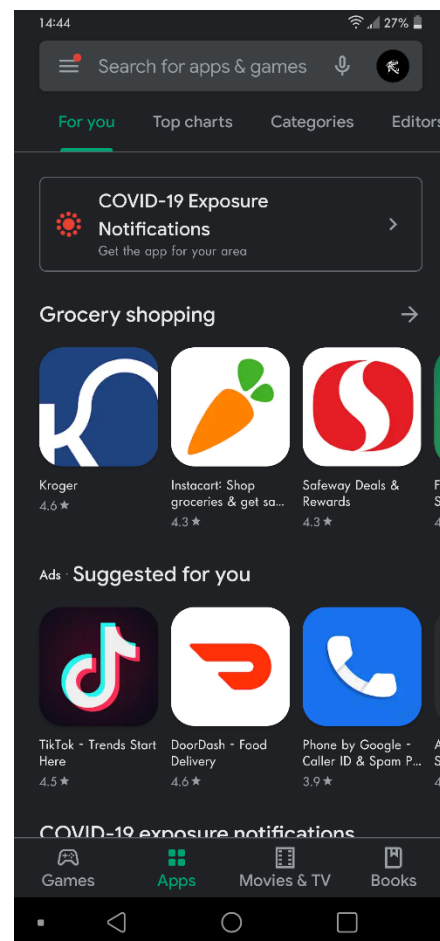 14:44
27%
Search for apps & games
For you Top charts Categories Editors
COVID-19 Exposure
Notifications
Get the app for your area
Grocery shopping
Kroger
4.6★
Instacart: Shop
groceries & get sa...
4.3★
Safeway Deals &
Rewards
4.3★
F
S
4
Ads · Suggested for you
TikTok - Trends Start
Here
4.5★
DoorDash - Food
Delivery
4.6★
Phone by Google -
Caller ID & Spam P...
3.9★
A
S
4
COVID-19 exposure notifications
Games Apps Movies & TV Books